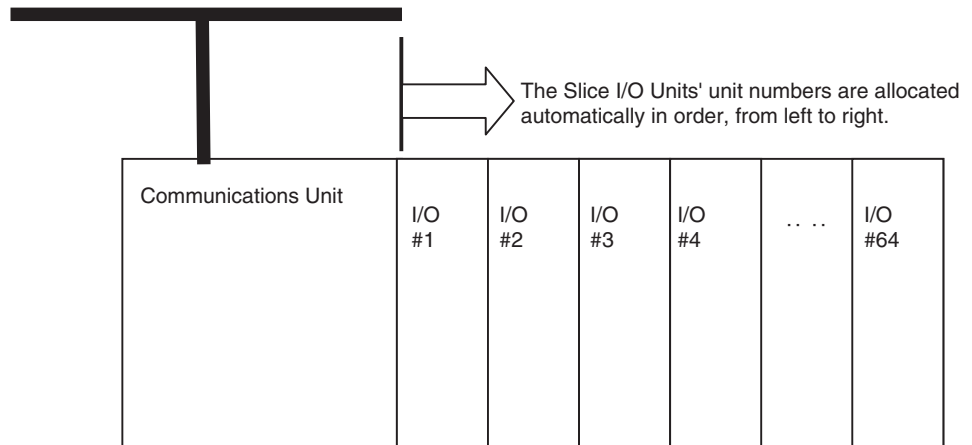 The Slice I/O Units' unit numbers are allocated
automatically in order, from left to right.
Communications Unit
I/O
#1
I/O
#2
I/O
#3
I/O
#4
.. ..
I/O
#64